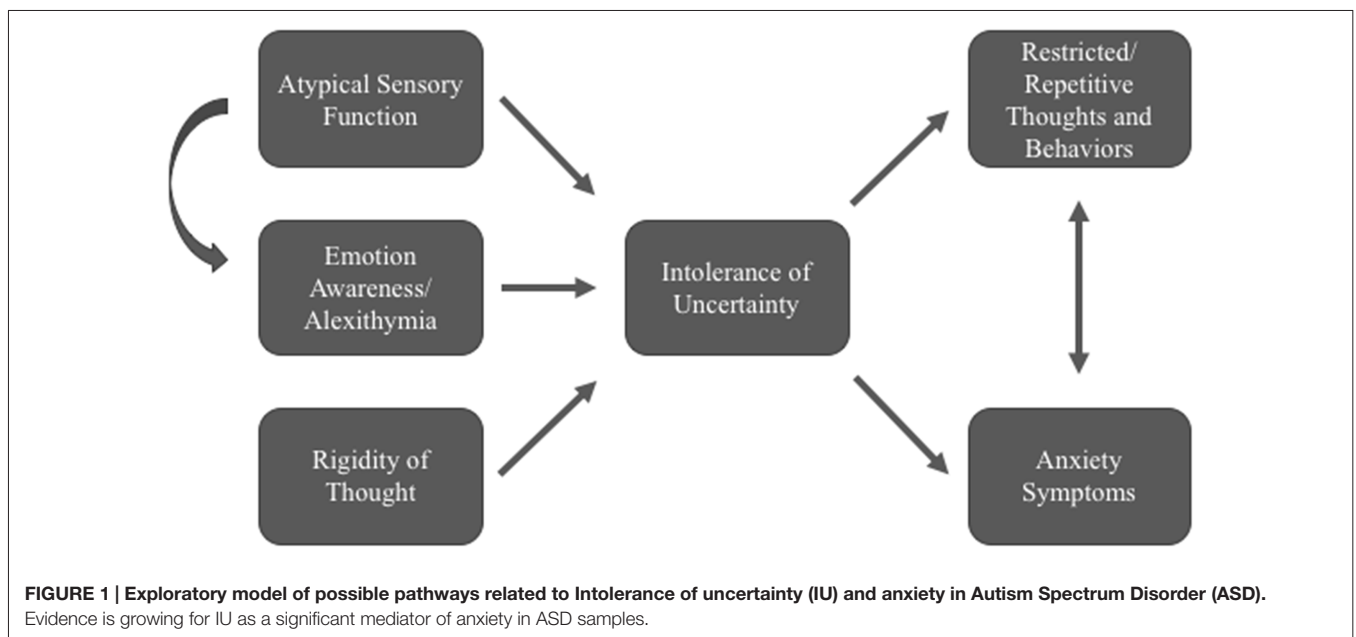 Atypical Sensory
Function
Emotion
Awareness/
Alexithymia
Rigidity of
Thought
Intolerance of
Uncertainty
Restricted/
Repetitive
Thoughts and
Behaviors
Anxiety
Symptoms
FIGURE 1 | Exploratory model of possible pathways related to Intolerance of uncertainty (IU) and anxiety in Autism Spectrum Disorder (ASD).
Evidence is growing for IU as a significant mediator of anxiety in ASD samples.